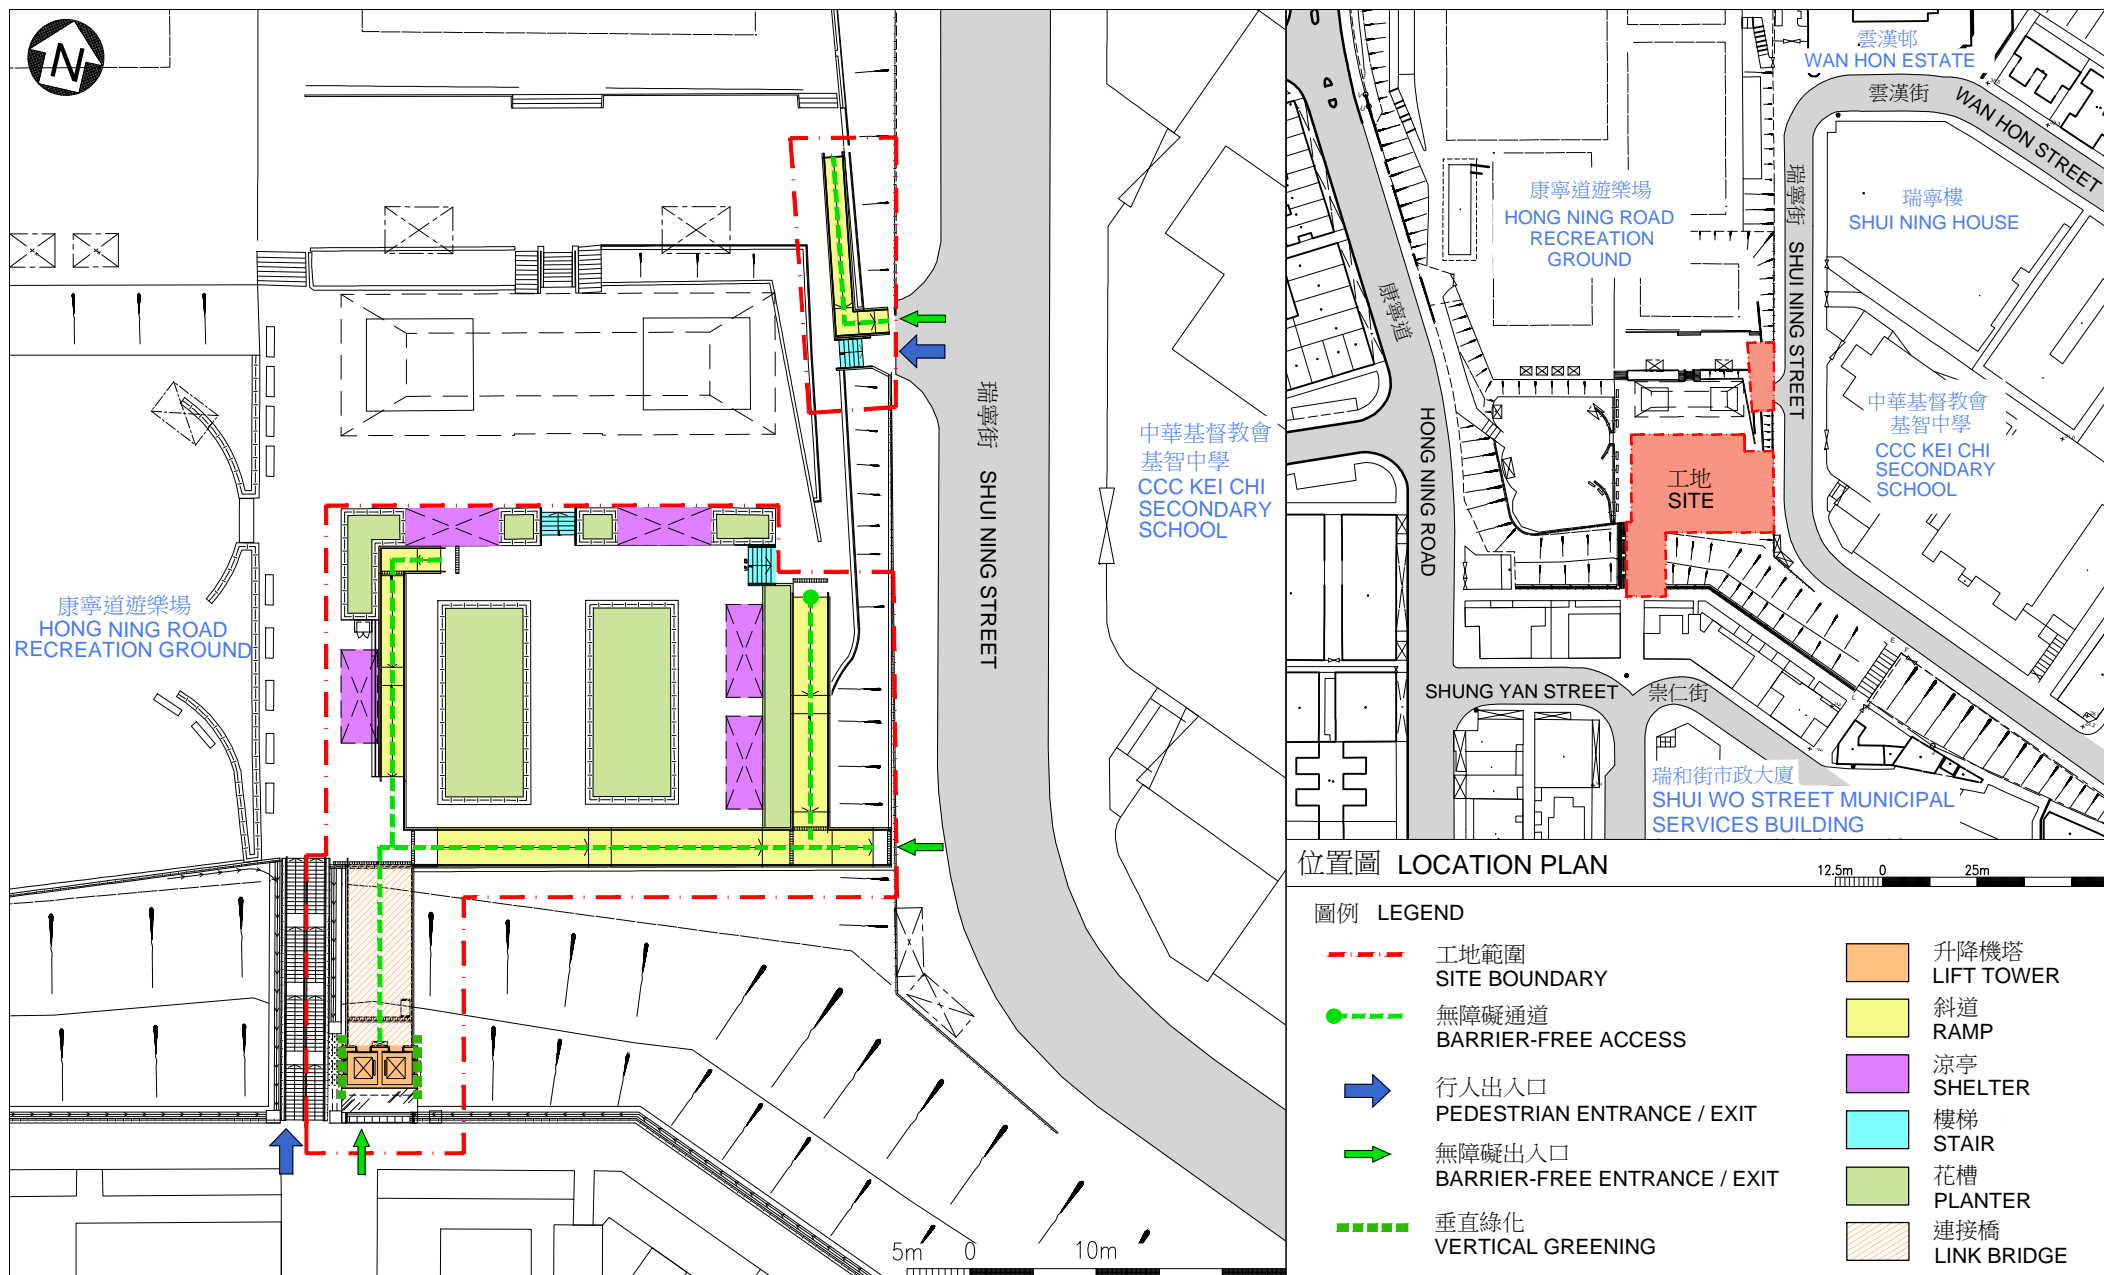 N
瑞寧街 SHUI NING STREET
中華基督教會
基智中學
CCC KEI CHI
SECONDARY
SCHOOL
康寧道遊樂場
HONG NING ROAD
RECREATION GROUND
5m 0 10m
雲漢邨
WAN HON ESTATE
雲漢街 WAN HON STREET
康寧道遊樂場
HONG NING ROAD
RECREATION
GROUND
瑞寧街 SHUI NING STREET
瑞寧樓
SHUI NING HOUSE
康寧道 HONG NING ROAD
中華基督教會
基智中學
CCC KEI CHI
SECONDARY
SCHOOL
工地
SITE
SHUNG YAN STREET 崇仁街
瑞和街市政大廈
SHUI WO STREET MUNICIPAL
SERVICES BUILDING
位置圖 LOCATION PLAN
12.5m 0 25m
圖例 LEGEND
工地範圍
SITE BOUNDARY
無障礙通道
BARRIER-FREE ACCESS
行人出入口
PEDESTRIAN ENTRANCE / EXIT
無障礙出入口
BARRIER-FREE ENTRANCE / EXIT
垂直綠化
VERTICAL GREENING
升降機塔
LIFT TOWER
斜道
RAMP
涼亭
SHELTER
樓梯
STAIR
花槽
PLANTER
連接橋
LINK BRIDGE